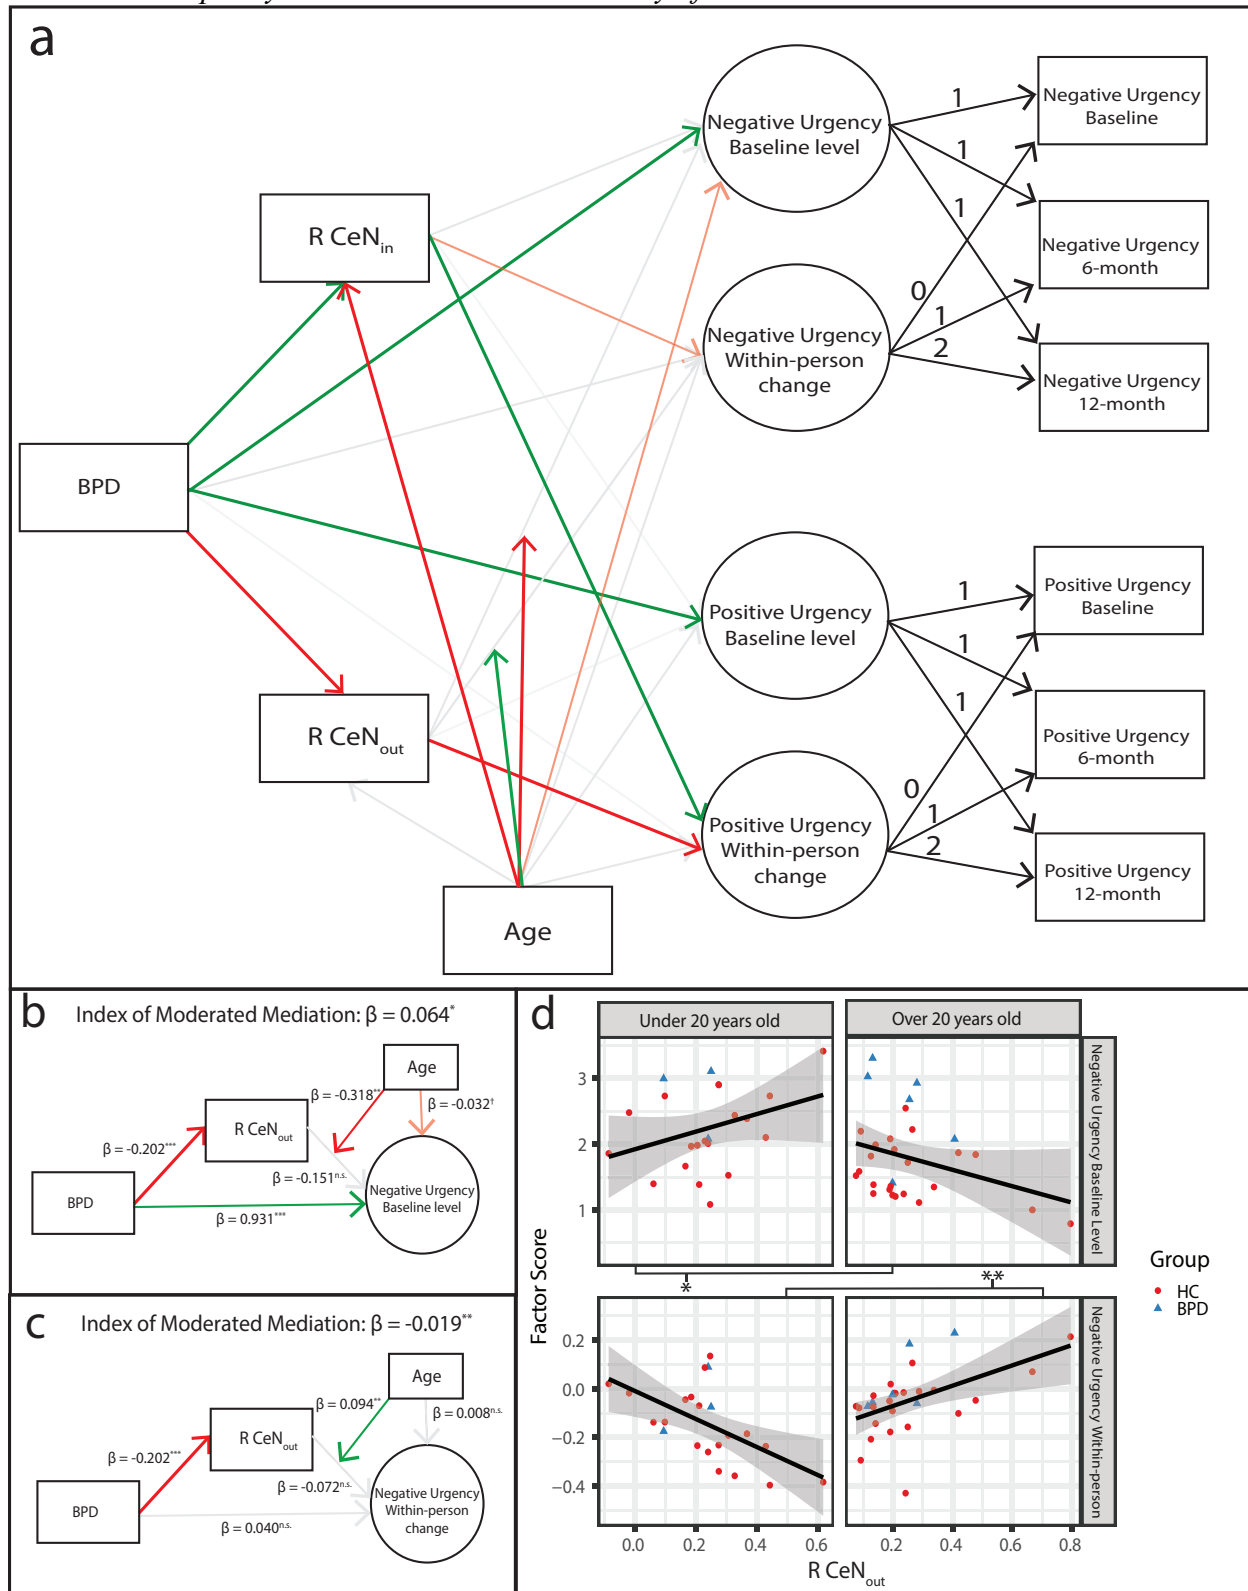 a
Negative Urgency
Baseline level
Negative Urgency
Baseline
R CeN_in
Negative Urgency
6-month
Negative Urgency
Within-person
change
Negative Urgency
12-month
1
1
1
0
1
2
BPD
Positive Urgency
Baseline level
Positive Urgency
Baseline
R CeN_out
Positive Urgency
6-month
Positive Urgency
Within-person
change
Positive Urgency
12-month
1
1
1
0
1
2
Age
b
Index of Moderated Mediation: β = 0.064*
Age
β = -0.318**
β = -0.032†
R CeN_out
β = -0.202***
β = -0.151n.s.
BPD
β = 0.931***
Negative Urgency
Baseline level
c
Index of Moderated Mediation: β = -0.019**
Age
β = 0.094**
β = 0.008n.s.
R CeN_out
β = -0.202***
β = -0.072n.s.
BPD
β = 0.040n.s.
Negative Urgency
Within-person
change
d
Under 20 years old
Over 20 years old
3
2
1
Negative Urgency Baseline Level
*
**
Factor Score
0.2
0.0
−0.2
−0.4
Negative Urgency Within-person
0.0 0.2 0.4 0.6
0.0 0.2 0.4 0.6 0.8
R CeN_out
Group
HC
BPD